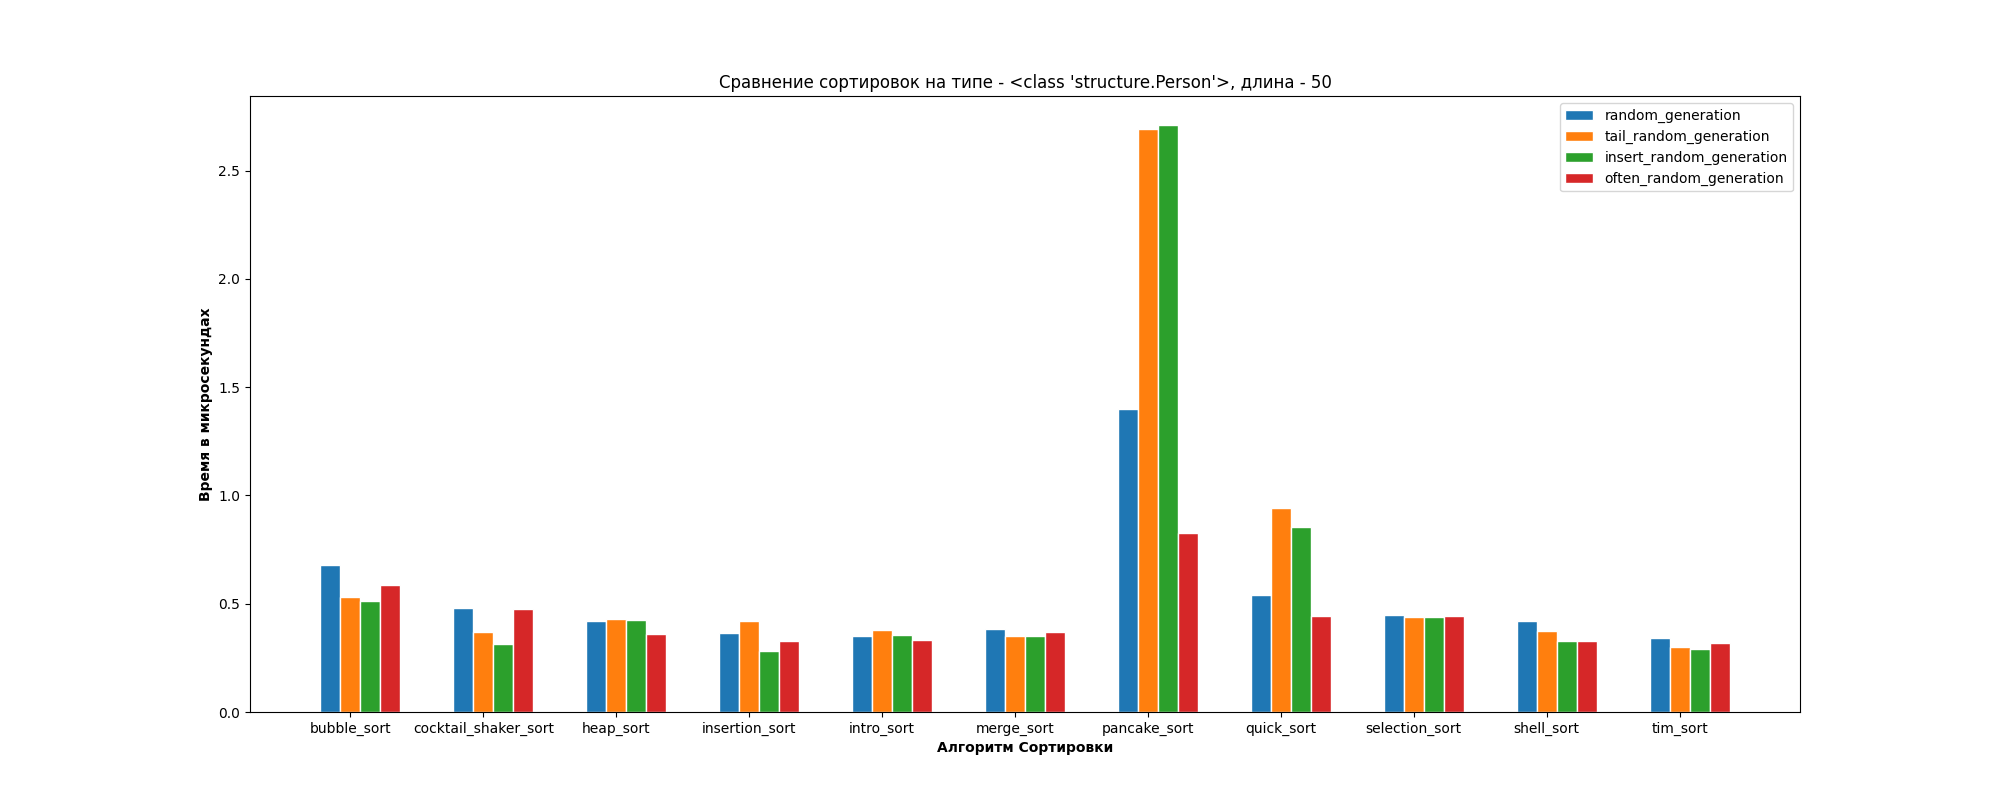 Сравнение сортировок на типе - <class 'structure.Person'>, длина - 50
random_generation
tail_random_generation
insert_random_generation
often_random_generation
2.5
2.0
1.5
1.0
0.5
0.0
Время в микросекундах
bubble_sort cocktail_shaker_sort heap_sort insertion_sort intro_sort merge_sort pancake_sort quick_sort selection_sort shell_sort tim_sort
Алгоритм Сортировки